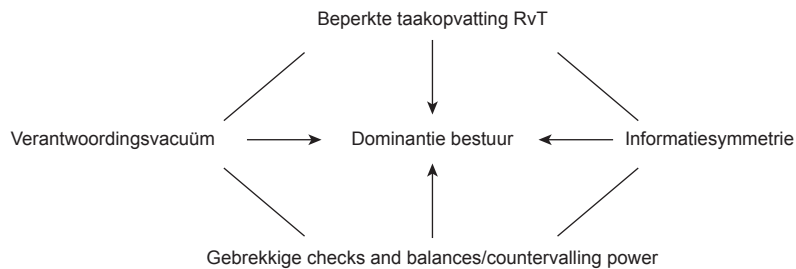 Beperkte taakopvatting RvT
Verantwoordingsvacuüm Dominantie bestuur Informatiesymmetrie
Gebrekkige checks and balances/countervalling power